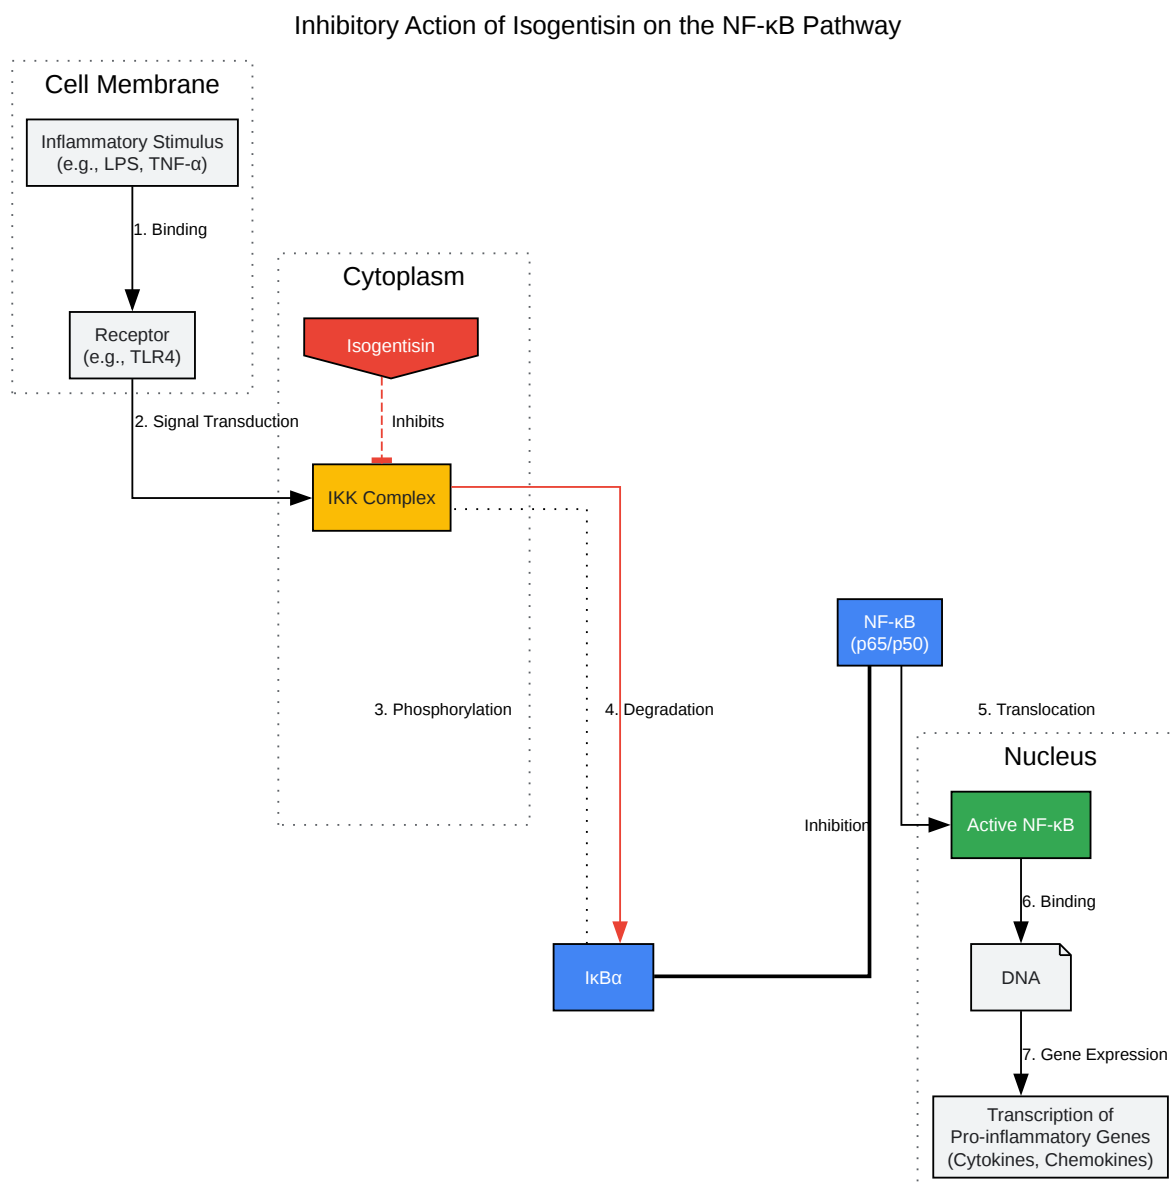 Inhibitory Action of Isogentisin on the NF-κB Pathway
Cell Membrane
Inflammatory Stimulus
(e.g., LPS, TNF-α)
1. Binding
Receptor
(e.g., TLR4)
2. Signal Transduction
Cytoplasm
Isogentisin
Inhibits
IKK Complex
3. Phosphorylation
4. Degradation
NF-κB
(p65/p50)
5. Translocation
Inhibition
IκBα
Nucleus
Active NF-κB
6. Binding
DNA
7. Gene Expression
Transcription of
Pro-inflammatory Genes
(Cytokines, Chemokines)